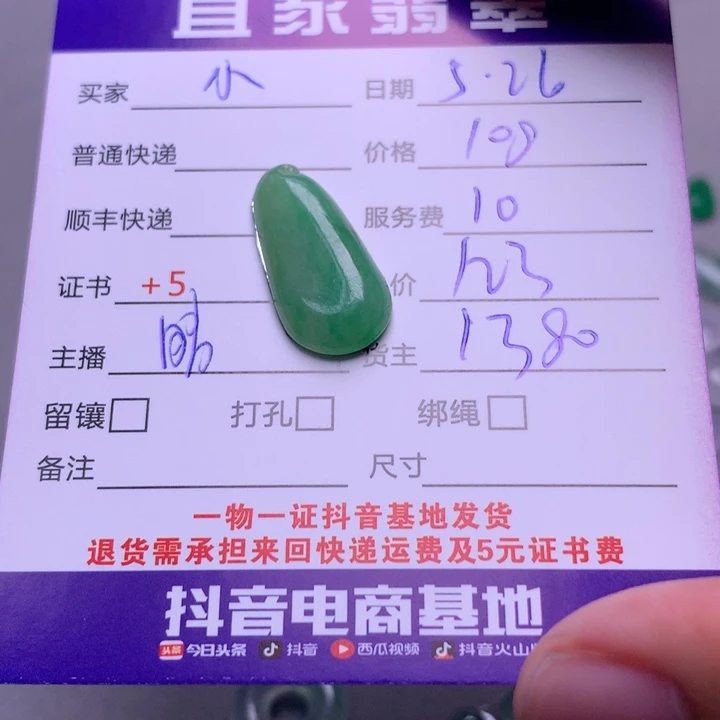 直家翡翠
买家 小 日期 5.26
普通快递 价格 100
顺丰快递 服务费 10
证书 +5 价
主播 货主 1380
留镶 打孔 绑绳
备注 尺寸
一物一证抖音基地发货
退货需承担来回快递运费及5元证书费
抖音电商基地
头条 今日头条 抖音 西瓜视频 抖音火山